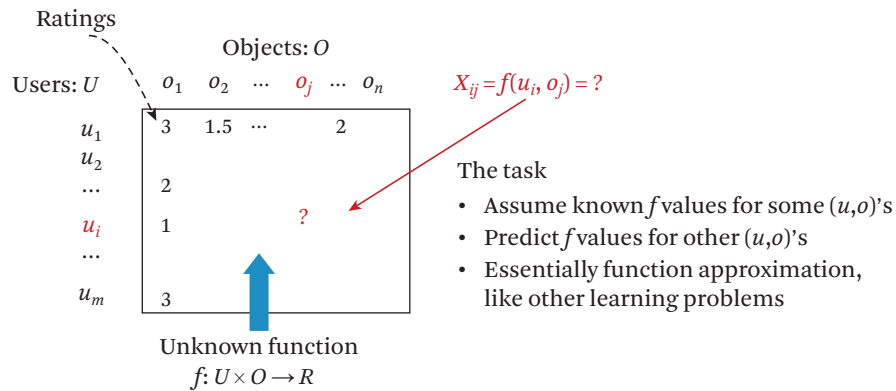 Ratings
Objects: O
Users: U o₁ o₂ ... oⱼ ... oₙ
Xᵢⱼ = f(uᵢ, oⱼ) = ?
u₁ 3 1.5 ... 2
u₂
... 2
uᵢ 1 ?
...
uₘ 3
The task
• Assume known f values for some (u,o)'s
• Predict f values for other (u,o)'s
• Essentially function approximation,
like other learning problems
Unknown function
f: U × O → R